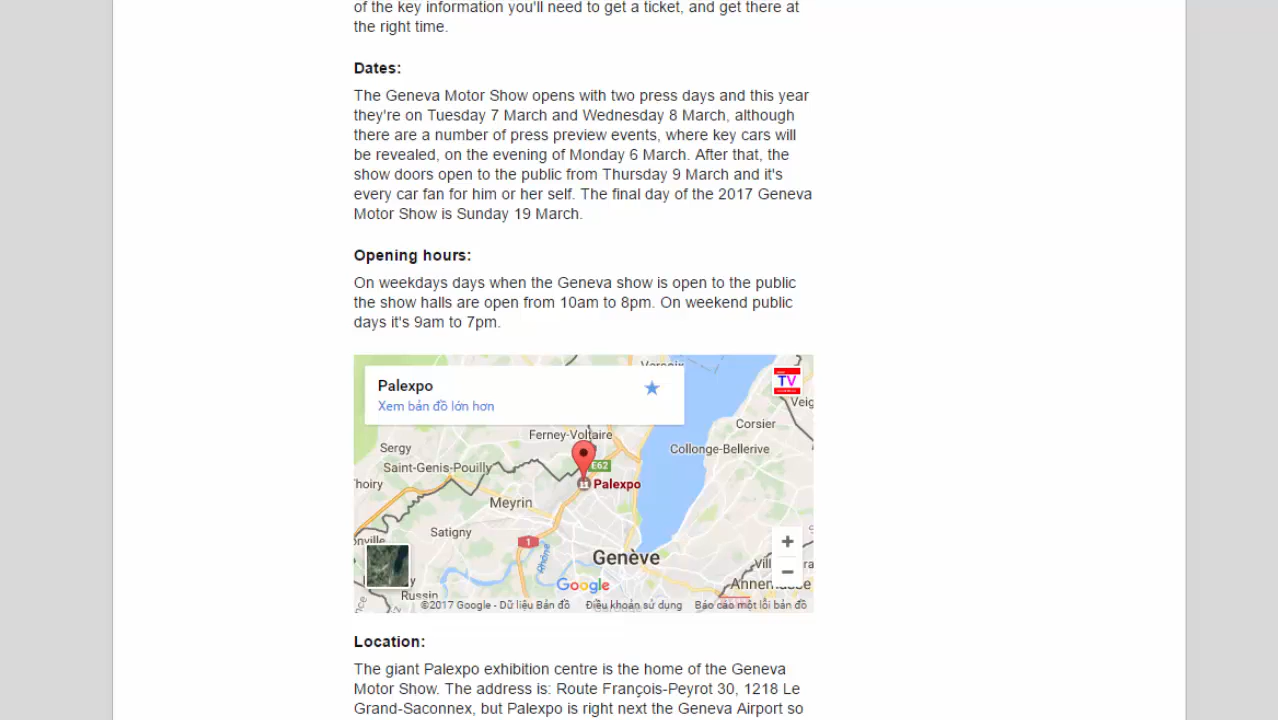 of the key information you'll need to get a ticket, and get there at
the right time.
Dates:
The Geneva Motor Show opens with two press days and this year
they're on Tuesday 7 March and Wednesday 8 March, although
there are a number of press preview events, where key cars will
be revealed, on the evening of Monday 6 March. After that, the
show doors open to the public from Thursday 9 March and it's
every car fan for him or her self. The final day of the 2017 Geneva
Motor Show is Sunday 19 March.
Opening hours:
On weekdays days when the Geneva show is open to the public
the show halls are open from 10am to 8pm. On weekend public
days it's 9am to 7pm.
Palexpo
Xem bản đồ lớn hơn
TV
Corsier
Ferney-Voltaire
Sergy
Collonge-Bellerive
E62
Saint-Genis-Pouilly
Palexpo
Meyrin
Satigny
1
Rhône
Genève
Google
Russin
©2017 Google - Dữ liệu Bản đồ
Điều khoản sử dụng
Báo cáo một lỗi bản đồ
Location:
The giant Palexpo exhibition centre is the home of the Geneva
Motor Show. The address is: Route François-Peyrot 30, 1218 Le
Grand-Saconnex, but Palexpo is right next the Geneva Airport so